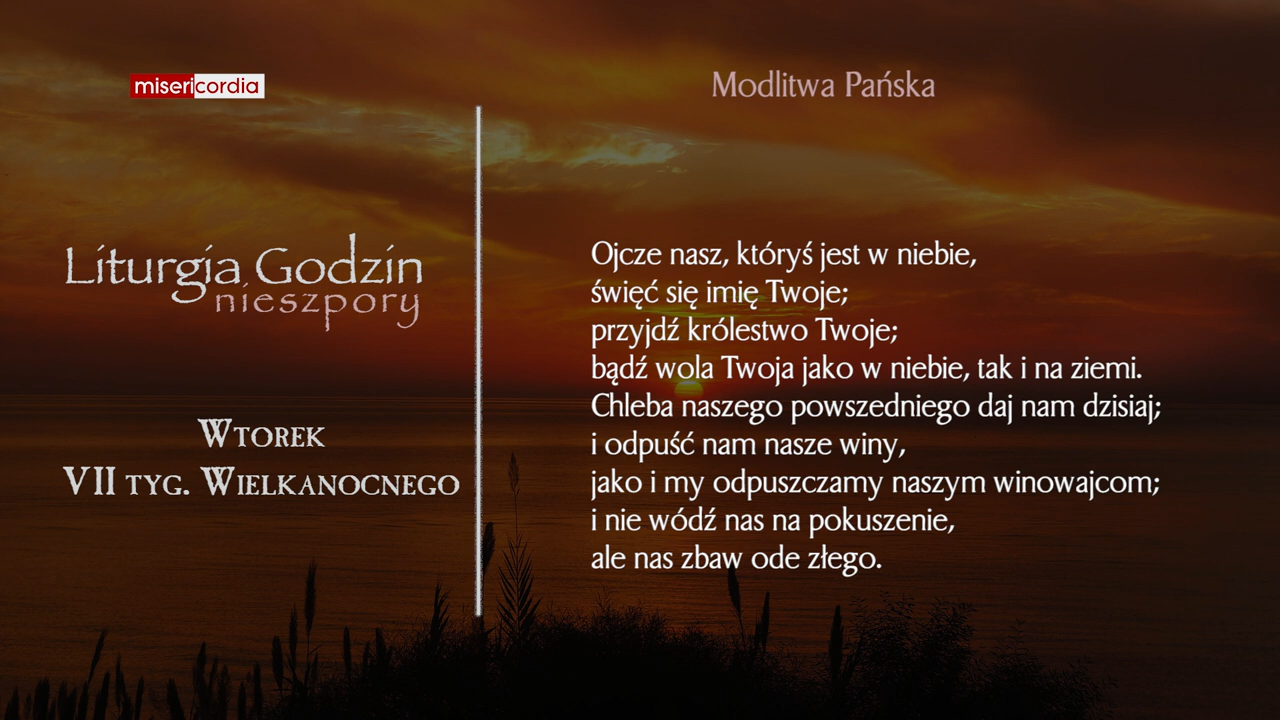 misericordia
Liturgia Godzin
nieszpory
Wtorek
VII tyg. Wielkanocnego
Modlitwa Pańska
Ojcze nasz, któryś jest w niebie,
święć się imię Twoje;
przyjdź królestwo Twoje;
bądź wola Twoja jako w niebie, tak i na ziemi.
Chleba naszego powszedniego daj nam dzisiaj;
i odpuść nam nasze winy,
jako i my odpuszczamy naszym winowajcom;
i nie wódź nas na pokuszenie,
ale nas zbaw ode złego.